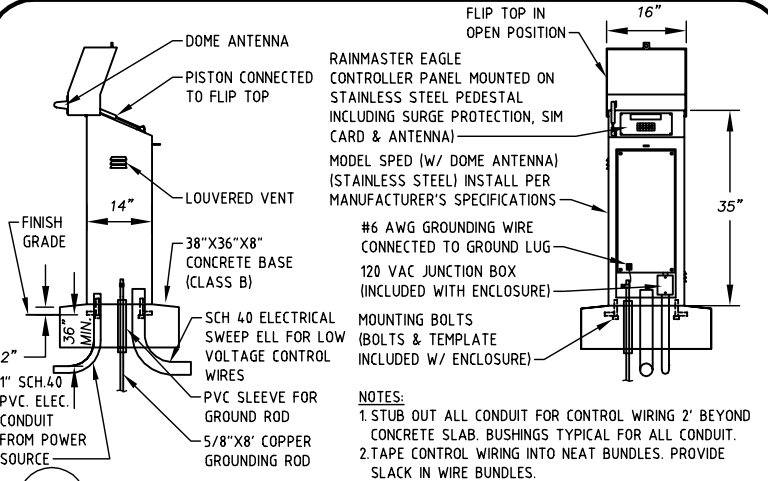 DOME ANTENNA
PISTON CONNECTED
TO FLIP TOP
LOUVERED VENT
14"
FINISH
GRADE
38"X36"X8"
CONCRETE BASE
(CLASS B)
36"
MIN.
2"
SCH 40 ELECTRICAL
SWEEP ELL FOR LOW
VOLTAGE CONTROL
WIRES
1" SCH.40
PVC. ELEC.
CONDUIT
FROM POWER
SOURCE
PVC SLEEVE FOR
GROUND ROD
5/8"X8' COPPER
GROUNDING ROD
FLIP TOP IN
OPEN POSITION
16"
RAINMASTER EAGLE
CONTROLLER PANEL MOUNTED ON
STAINLESS STEEL PEDESTAL
INCLUDING SURGE PROTECTION, SIM
CARD & ANTENNA)
MODEL SPED (W/ DOME ANTENNA)
(STAINLESS STEEL) INSTALL PER
MANUFACTURER'S SPECIFICATIONS
35"
#6 AWG GROUNDING WIRE
CONNECTED TO GROUND LUG
120 VAC JUNCTION BOX
(INCLUDED WITH ENCLOSURE)
MOUNTING BOLTS
(BOLTS & TEMPLATE
INCLUDED W/ ENCLOSURE)
NOTES:
1. STUB OUT ALL CONDUIT FOR CONTROL WIRING 2' BEYOND
CONCRETE SLAB. BUSHINGS TYPICAL FOR ALL CONDUIT.
2.TAPE CONTROL WIRING INTO NEAT BUNDLES. PROVIDE
SLACK IN WIRE BUNDLES.